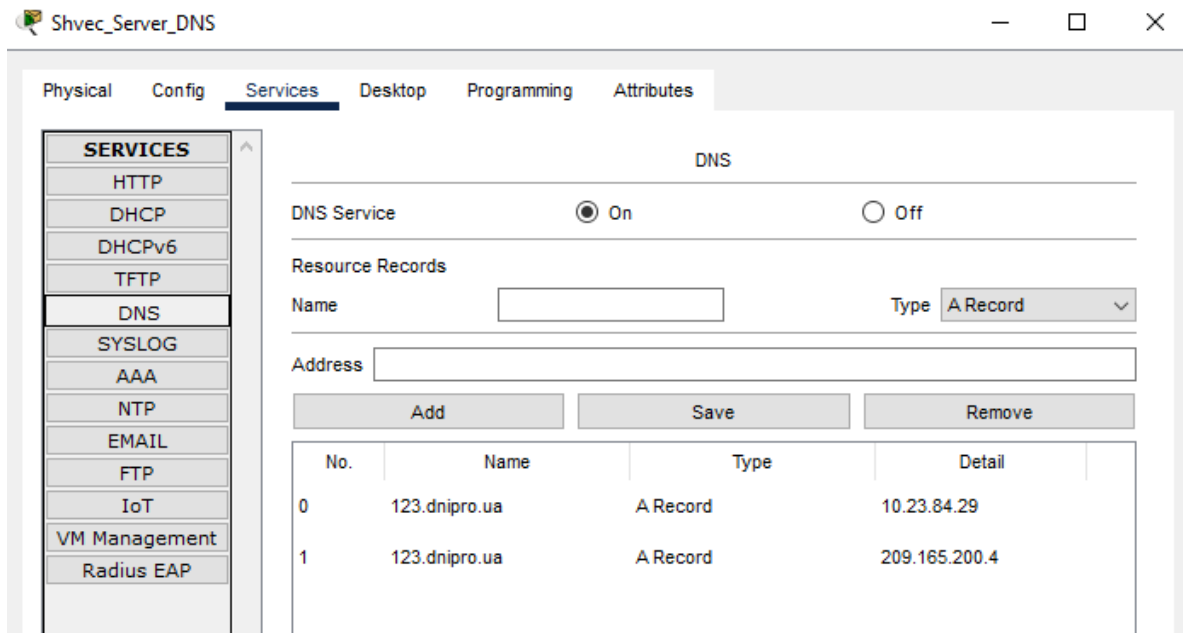 Shvec_Server_DNS
Physical Config Services Desktop Programming Attributes
SERVICES
HTTP
DHCP
DHCPv6
TFTP
DNS
SYSLOG
AAA
NTP
EMAIL
FTP
IoT
VM Management
Radius EAP
DNS
DNS Service On Off
Resource Records
Name Type A Record
Address
Add Save Remove
No. Name Type Detail
0 123.dnipro.ua A Record 10.23.84.29
1 123.dnipro.ua A Record 209.165.200.4